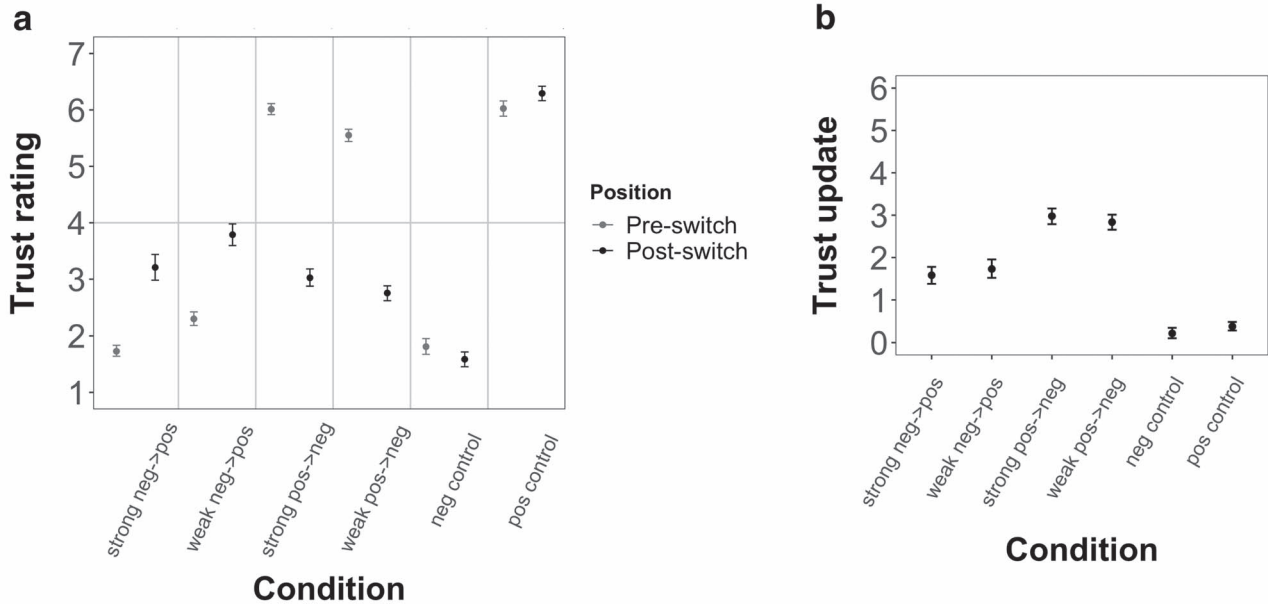 a
Trust rating
7
6
5
4
3
2
1
strong neg->pos
weak neg->pos
strong pos->neg
weak pos->neg
neg control
pos control
Condition
Position
Pre-switch
Post-switch
b
Trust update
6
5
4
3
2
1
0
strong neg->pos
weak neg->pos
strong pos->neg
weak pos->neg
neg control
pos control
Condition